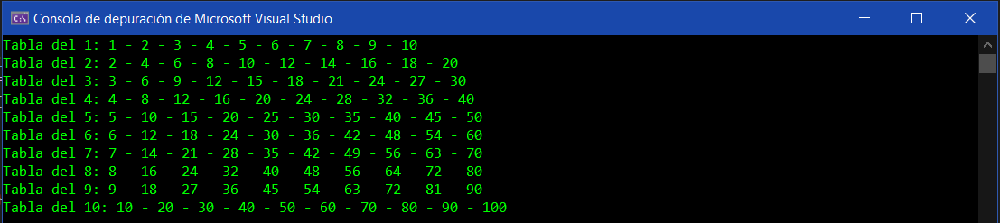 Consola de depuración de Microsoft Visual Studio
Tabla del 1: 1 - 2 - 3 - 4 - 5 - 6 - 7 - 8 - 9 - 10
Tabla del 2: 2 - 4 - 6 - 8 - 10 - 12 - 14 - 16 - 18 - 20
Tabla del 3: 3 - 6 - 9 - 12 - 15 - 18 - 21 - 24 - 27 - 30
Tabla del 4: 4 - 8 - 12 - 16 - 20 - 24 - 28 - 32 - 36 - 40
Tabla del 5: 5 - 10 - 15 - 20 - 25 - 30 - 35 - 40 - 45 - 50
Tabla del 6: 6 - 12 - 18 - 24 - 30 - 36 - 42 - 48 - 54 - 60
Tabla del 7: 7 - 14 - 21 - 28 - 35 - 42 - 49 - 56 - 63 - 70
Tabla del 8: 8 - 16 - 24 - 32 - 40 - 48 - 56 - 64 - 72 - 80
Tabla del 9: 9 - 18 - 27 - 36 - 45 - 54 - 63 - 72 - 81 - 90
Tabla del 10: 10 - 20 - 30 - 40 - 50 - 60 - 70 - 80 - 90 - 100